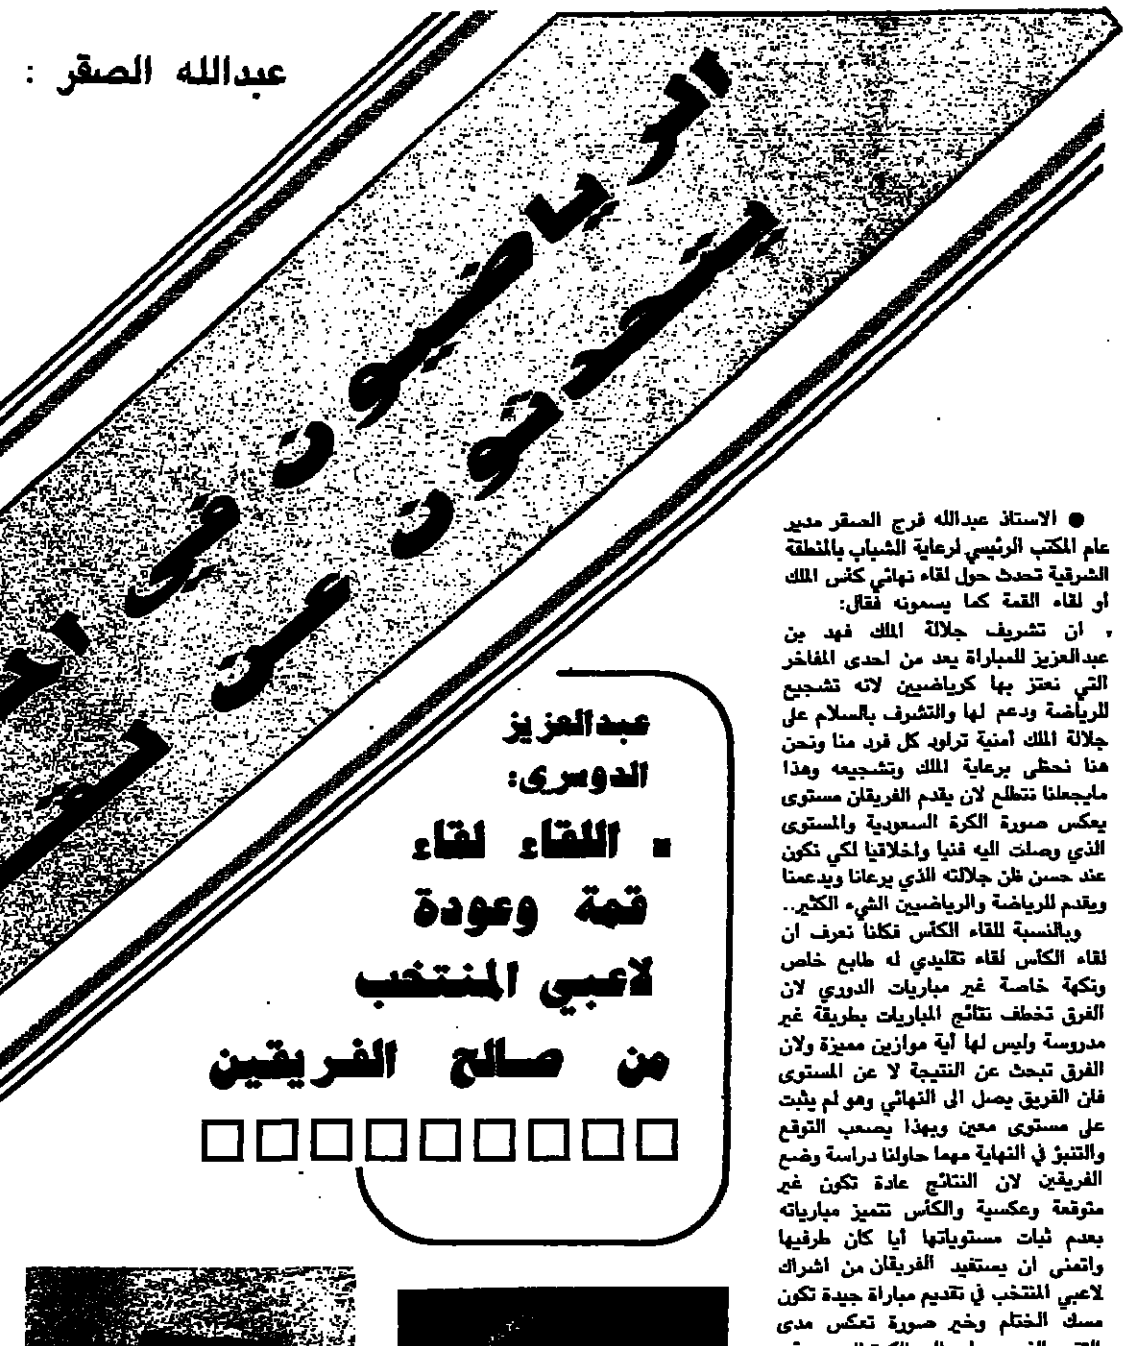 عبدالله الصقر :
الرياضيون في
يتحدثون عن
● الاستاذ عبدالله فرج الصقر مدير
عام المكتب الرئيسي لرعاية الشباب بالمنطقة
الشرقية تحدث حول لقاء نهائي كأس الملك
أو لقاء القمة كما يسمونه فقال:
. ان تشريف جلالة الملك فهد بن
عبدالعزيز للمباراة يعد من احدى المفاخر
التي نعتز بها كرياضيين لانه تشجيع
للرياضة ودعم لها والتشرف بالسلام على
جلالة الملك أمنية تراود كل فرد منا ونحن
هنا نحظى برعاية الملك وتشجيعه وهذا
مايجعلنا نتطلع لان يقدم الفريقان مستوى
يعكس صورة الكرة السعودية والمستوى
الذي وصلت اليه فنيا واخلاقيا لكي نكون
عند حسن ظن جلالته الذي يرعانا ويدعمنا
ويقدم للرياضة والرياضيين الشيء الكثير..
وبالنسبة للقاء الكأس فكلنا نعرف ان
لقاء الكأس لقاء تقليدي له طابع خاص
ونكهة خاصة غير مباريات الدوري لان
الفرق تخطف نتائج المباريات بطريقة غير
مدروسة وليس لها أية موازين مميزة ولان
الفرق تبحث عن النتيجة لا عن المستوى
فان الفريق يصل الى النهائي وهو لم يثبت
على مستوى معين وبهذا يصعب التوقع
والتنبؤ في النهاية مهما حاولنا دراسة وضع
الفريقين لان النتائج عادة تكون غير
متوقعة وعكسية والكأس تتميز مبارياته
بعدم ثبات مستوياتها أيا كان طرفيها
واتمنى ان يستفيد الفريقان من اشراك
لاعبي المنتخب في تقديم مباراة جيدة تكون
مسك الختام وخير صورة تعكس مدى
عبدالعزيز
الدوسرى:
▪ اللقاء لقاء
قمة وعودة
لاعبي المنتخب
من صالح الفريقين